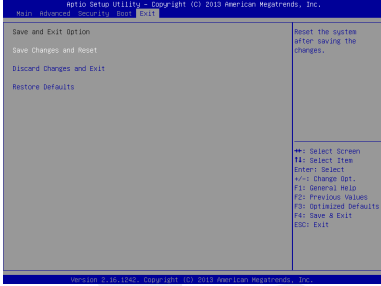 Aptio Setup Utility – Copyright (C) 2013 American Megatrends, Inc.
Main Advanced Security Boot Exit
Save and Exit Option
Save Changes and Reset
Discard Changes and Exit
Restore Defaults
Reset the system
after saving the
changes.
↔: Select Screen
↑↓: Select Item
Enter: Select
+/-: Change Opt.
F1: General Help
F2: Previous Values
F3: Optimized Defaults
F4: Save & Exit
ESC: Exit
Version 2.16.1242. Copyright (C) 2013 American Megatrends, Inc.